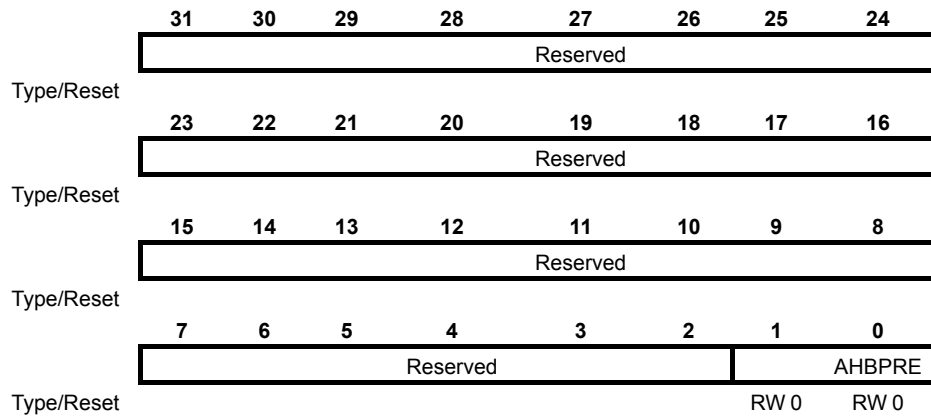 31 30 29 28 27 26 25 24
Reserved
Type/Reset
23 22 21 20 19 18 17 16
Reserved
Type/Reset
15 14 13 12 11 10 9 8
Reserved
Type/Reset
7 6 5 4 3 2 1 0
Reserved AHBPRE
Type/Reset RW 0 RW 0